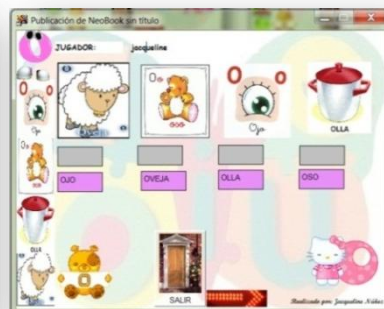 Publicación de NeoBook sin título
JUGADOR: jacqueline
Oo
Ojo
OLLA
OJO
OVEJA
OLLA
OSO
SALIR
Realizado por: Jacqueline Núñez